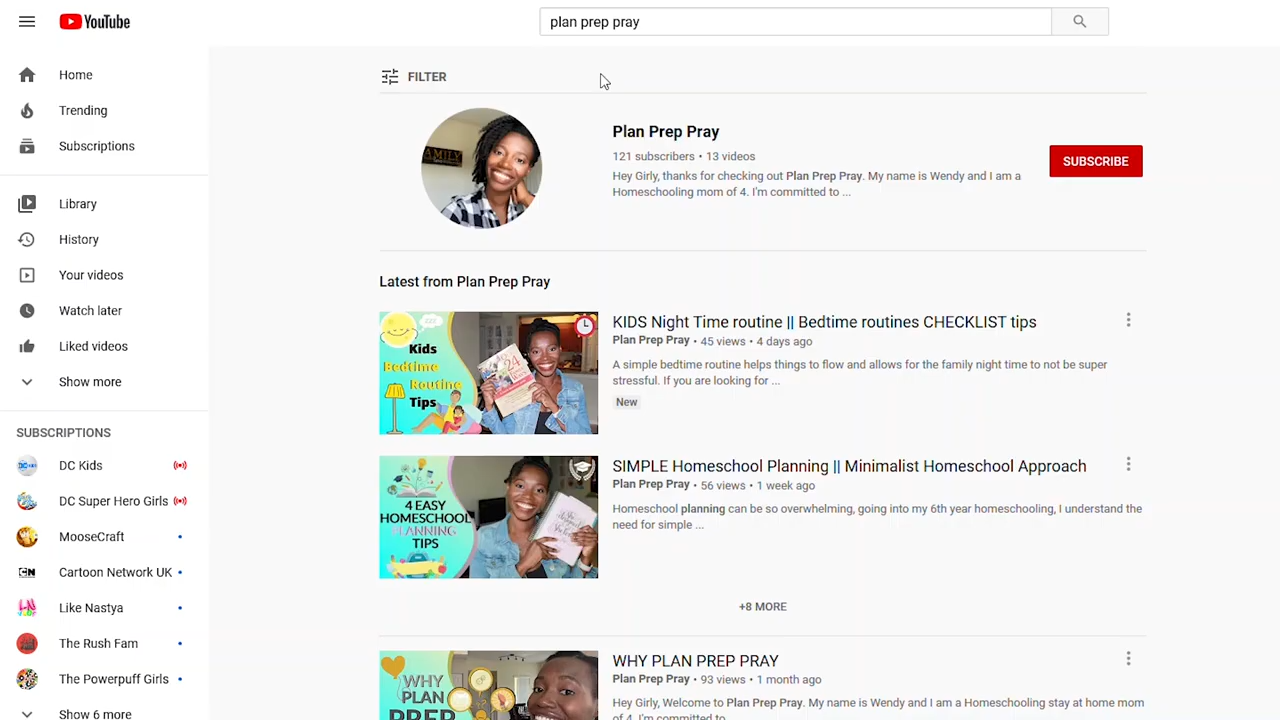 YouTube
plan prep pray
Home
Trending
Subscriptions
Library
History
Your videos
Watch later
Liked videos
Show more
SUBSCRIPTIONS
DC Kids
DC Super Hero Girls
MooseCraft
Cartoon Network UK
Like Nastya
The Rush Fam
The Powerpuff Girls
Show 6 more
FILTER
FAMILY
Plan Prep Pray
121 subscribers • 13 videos
Hey Girly, thanks for checking out Plan Prep Pray. My name is Wendy and I am a
Homeschooling mom of 4. I'm committed to ...
SUBSCRIBE
Latest from Plan Prep Pray
Kids
Bedtime
Routine
Tips
24
KIDS Night Time routine || Bedtime routines CHECKLIST tips
Plan Prep Pray • 45 views • 4 days ago
A simple bedtime routine helps things to flow and allows for the family night time to not be super
stressful. If you are looking for ...
New
4 EASY
HOMESCHOOL
PLANNING
TIPS
SIMPLE Homeschool Planning || Minimalist Homeschool Approach
Plan Prep Pray • 56 views • 1 week ago
Homeschool planning can be so overwhelming, going into my 6th year homeschooling, I understand the
need for simple ...
+8 MORE
WHY
PLAN
PREP
WHY PLAN PREP PRAY
Plan Prep Pray • 93 views • 1 month ago
Hey Girly, Welcome to Plan Prep Pray. My name is Wendy and I am a Homeschooling stay at home mom
of 4. I'm committed to